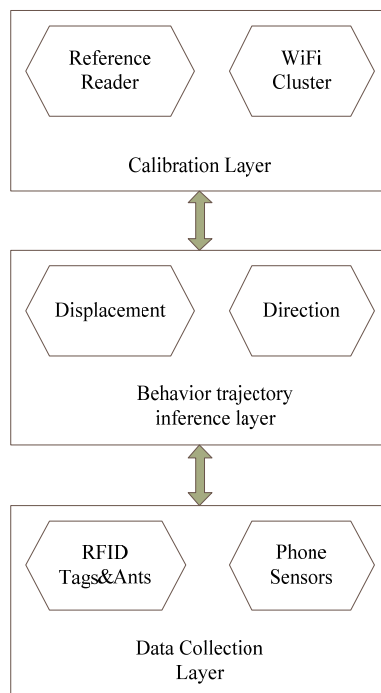 Reference
Reader
WiFi
Cluster
Calibration Layer
Displacement
Direction
Behavior trajectory
inference layer
RFID
Tags&Ants
Phone
Sensors
Data Collection
Layer